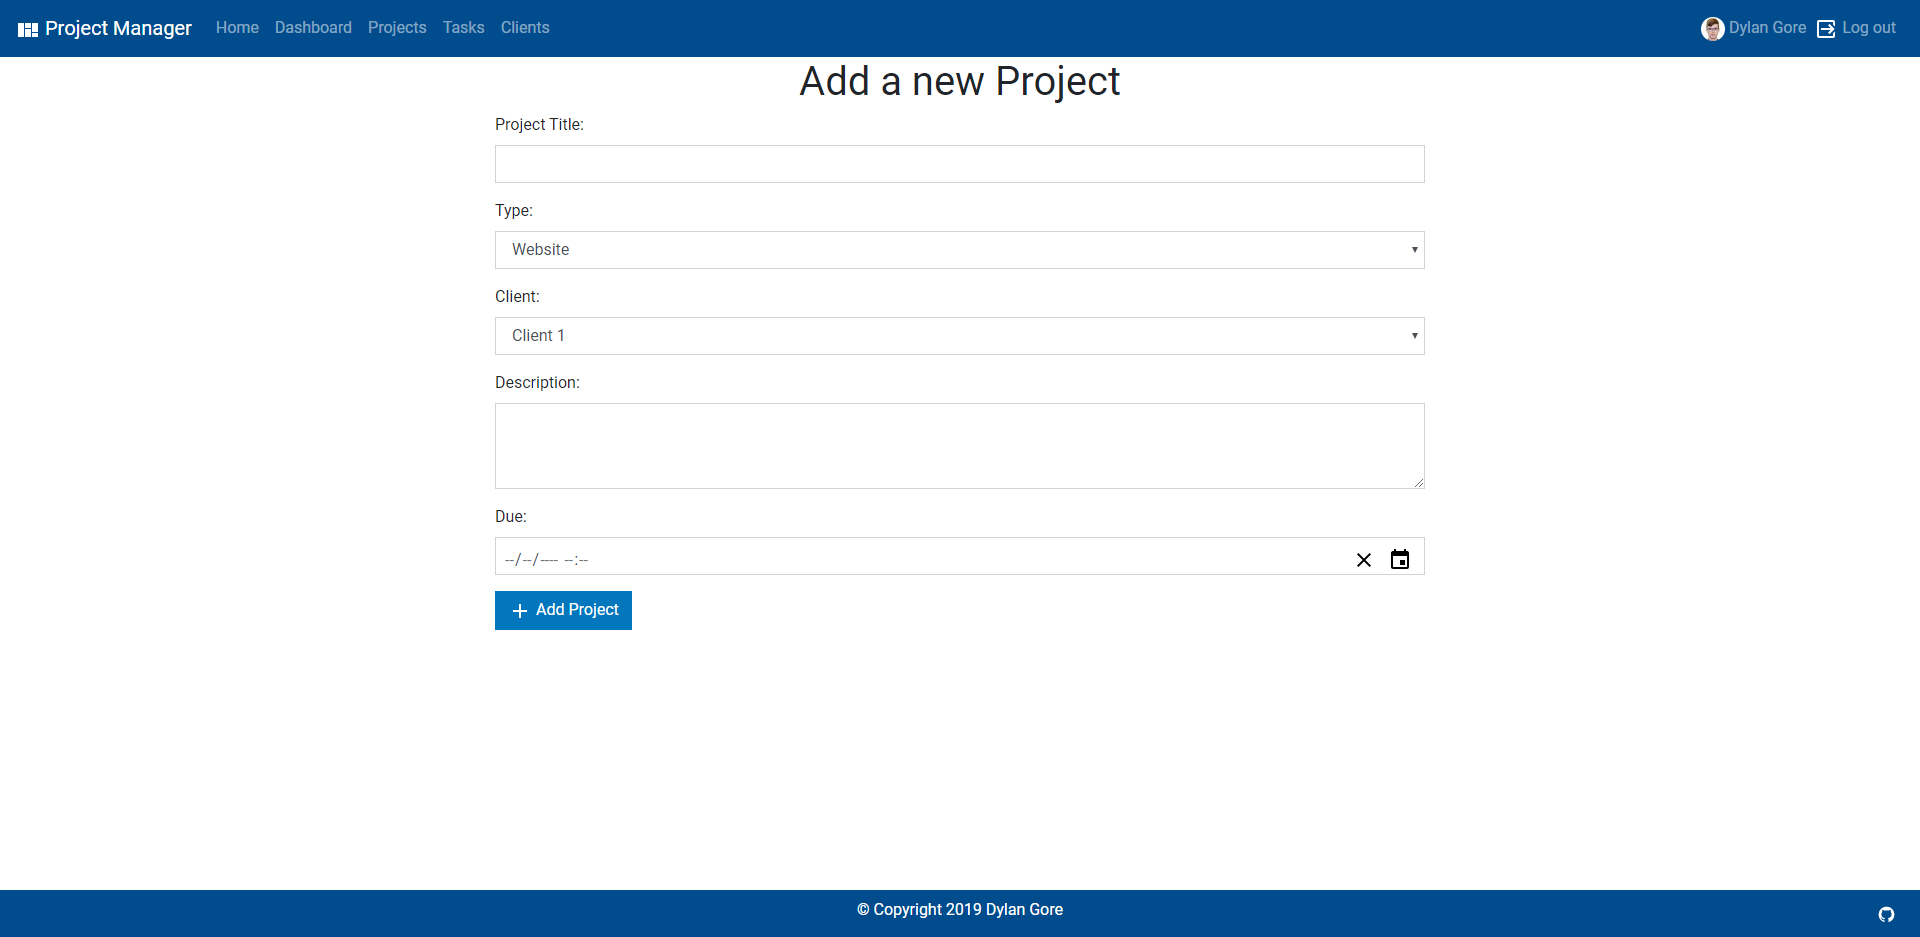 Project Manager Home Dashboard Projects Tasks Clients Dylan Gore Log out
Add a new Project
Project Title:
Type:
Website
Client:
Client 1
Description:
Due:
--/--/---- --:--
Add Project
© Copyright 2019 Dylan Gore